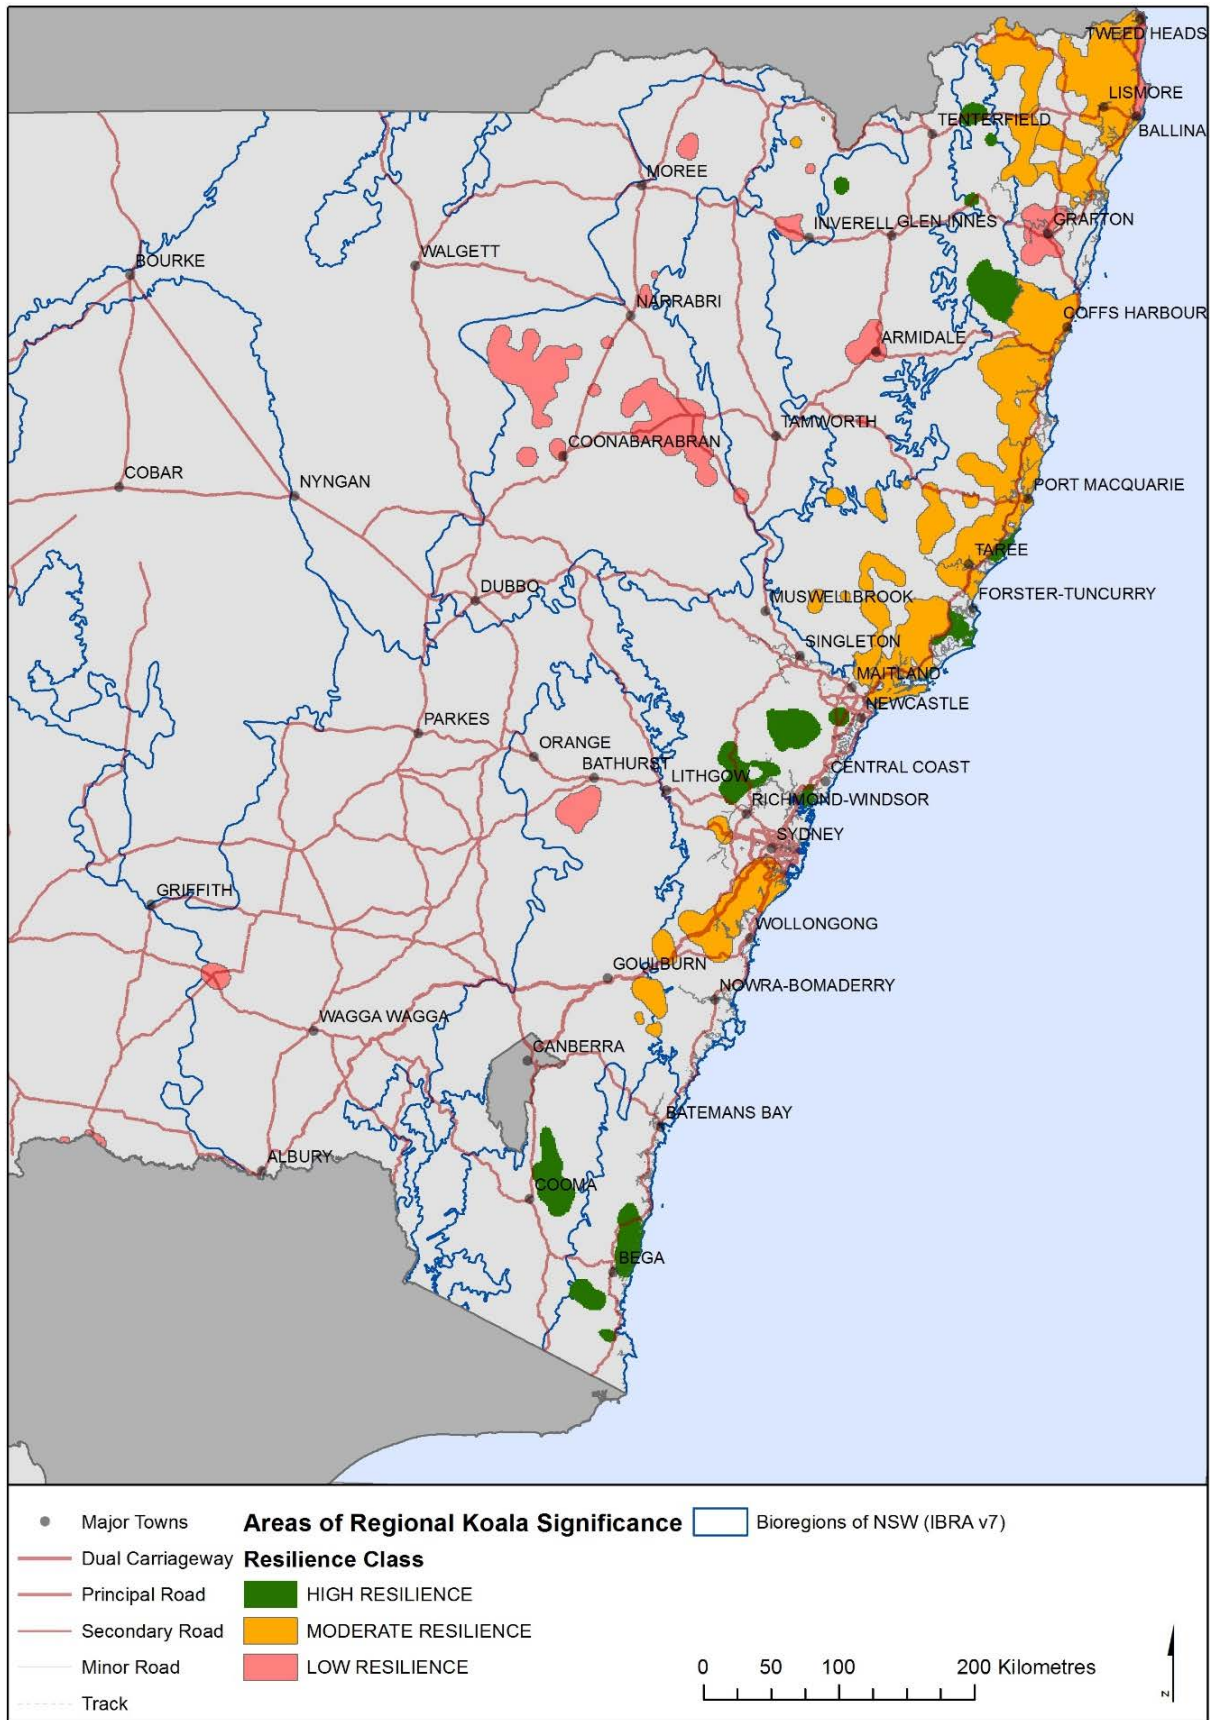 TWEED HEADS
LISMORE
TENTERFIELD
BALLINA
MOREE
INVERELL
GLEN INNES
GRAFTON
WALGETT
BOURKE
NARRABRI
COFFS HARBOUR
ARMIDALE
TAMWORTH
COONABARABRAN
COBAR
NYNGAN
PORT MACQUARIE
TAREE
DUBBO
MUSWELLBROOK
FORSTER-TUNCURRY
SINGLETON
MAITLAND
NEWCASTLE
PARKES
ORANGE
BATHURST
LITHGOW
CENTRAL COAST
RICHMOND-WINDSOR
SYDNEY
GRIFFITH
WOLLONGONG
GOULBURN
NOWRA-BOMADERRY
WAGGA WAGGA
CANBERRA
BATEMANS BAY
ALBURY
COOMA
BEGA
Major Towns
Dual Carriageway
Principal Road
Secondary Road
Minor Road
Track
Areas of Regional Koala Significance
Resilience Class
HIGH RESILIENCE
MODERATE RESILIENCE
LOW RESILIENCE
Bioregions of NSW (IBRA v7)
0 50 100 200 Kilometres
N